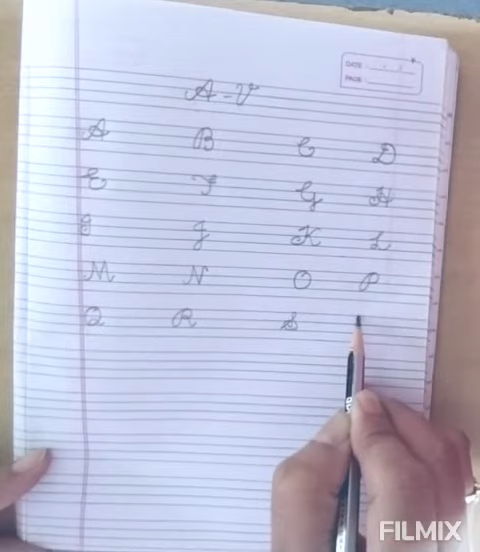 DATE
PAGE
A-V
A B C D
E F G H
I J K L
M N O P
Q R S
FILMIX